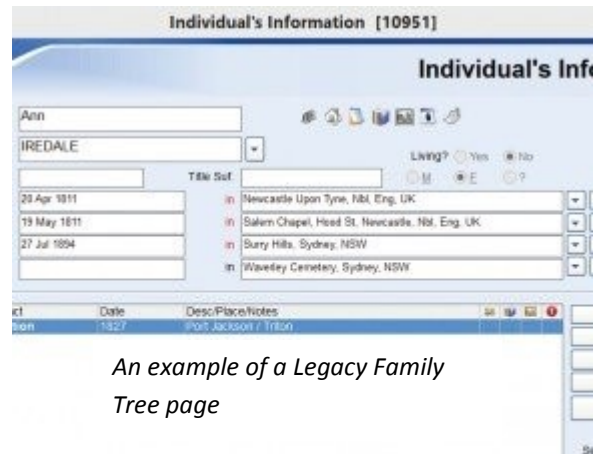 Individual's Information [10951]
Individual's Info
Ann
IREDALE
Living? Yes No
Title Suf.
M F ?
20 Apr 1811 in Newcastle Upon Tyne, Nbl, Eng, UK
19 May 1811 in Salem Chapel, Hood St, Newcastle, Nbl, Eng, UK
27 Jul 1894 in Surry Hills, Sydney, NSW
in Waverley Cemetery, Sydney, NSW
Date Desc/Place/Notes
1827 Port Jackson / Triton
An example of a Legacy Family
Tree page